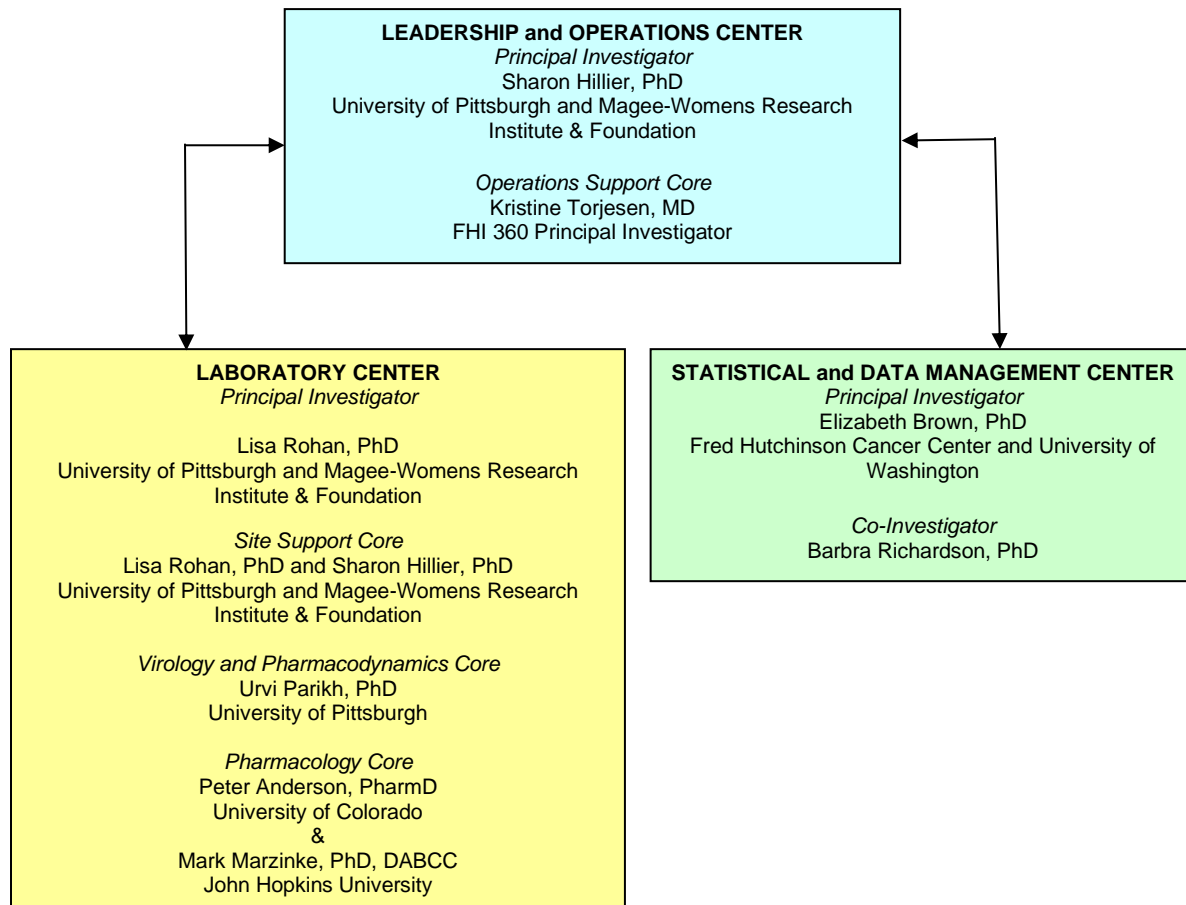 LEADERSHIP and OPERATIONS CENTER
Principal Investigator
Sharon Hillier, PhD
University of Pittsburgh and Magee-Womens Research
Institute & Foundation
Operations Support Core
Kristine Torjesen, MD
FHI 360 Principal Investigator
LABORATORY CENTER
Principal Investigator
Lisa Rohan, PhD
University of Pittsburgh and Magee-Womens Research
Institute & Foundation
Site Support Core
Lisa Rohan, PhD and Sharon Hillier, PhD
University of Pittsburgh and Magee-Womens Research
Institute & Foundation
Virology and Pharmacodynamics Core
Urvi Parikh, PhD
University of Pittsburgh
Pharmacology Core
Peter Anderson, PharmD
University of Colorado
&
Mark Marzinke, PhD, DABCC
John Hopkins University
STATISTICAL and DATA MANAGEMENT CENTER
Principal Investigator
Elizabeth Brown, PhD
Fred Hutchinson Cancer Center and University of
Washington
Co-Investigator
Barbra Richardson, PhD